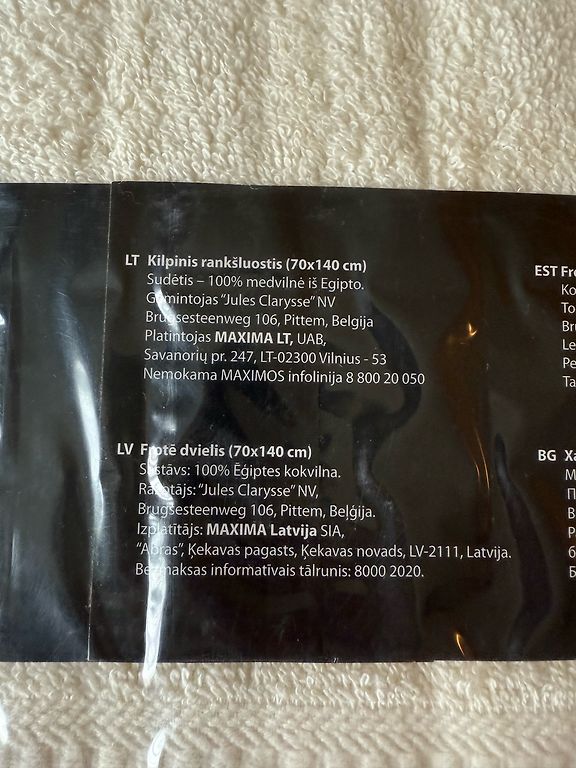 LT Kilpinis rankšluostis (70x140 cm)
Sudėtis – 100% medvilnė iš Egipto.
Gamintojas "Jules Clarysse" NV
Brugsesteenweg 106, Pittem, Belgija
Platintojas MAXIMA LT, UAB,
Savanorių pr. 247, LT-02300 Vilnius - 53
Nemokama MAXIMOS infolinija 8 800 20 050
LV Frotē dvielis (70x140 cm)
Sastāvs: 100% Ēģiptes kokvilna.
Ražotājs: "Jules Clarysse" NV,
Brugsesteenweg 106, Pittem, Beļģija.
Izplatītājs: MAXIMA Latvija SIA,
"Abras", Ķekavas pagasts, Ķekavas novads, LV-2111, Latvija.
Bezmaksas informatīvais tālrunis: 8000 2020.
EST
BG